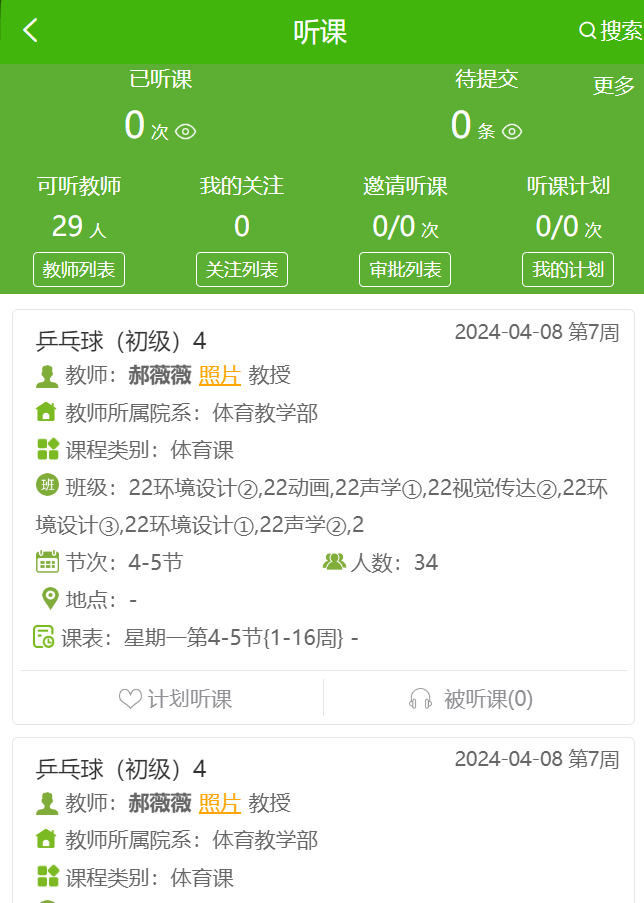 听课
搜索
已听课
待提交
更多
0 次
0 条
可听教师
我的关注
邀请听课
听课计划
29 人
0
0/0 次
0/0 次
教师列表
关注列表
审批列表
我的计划
乒乓球（初级）4
2024-04-08 第7周
教师：郝薇薇 照片 教授
教师所属院系：体育教学部
课程类别：体育课
班 班级：22环境设计②,22动画,22声学①,22视觉传达②,22环
境设计③,22环境设计①,22声学②,2
节次：4-5节
人数：34
地点：-
课表：星期一第4-5节{1-16周} -
计划听课
被听课(0)
乒乓球（初级）4
2024-04-08 第7周
教师：郝薇薇 照片 教授
教师所属院系：体育教学部
课程类别：体育课